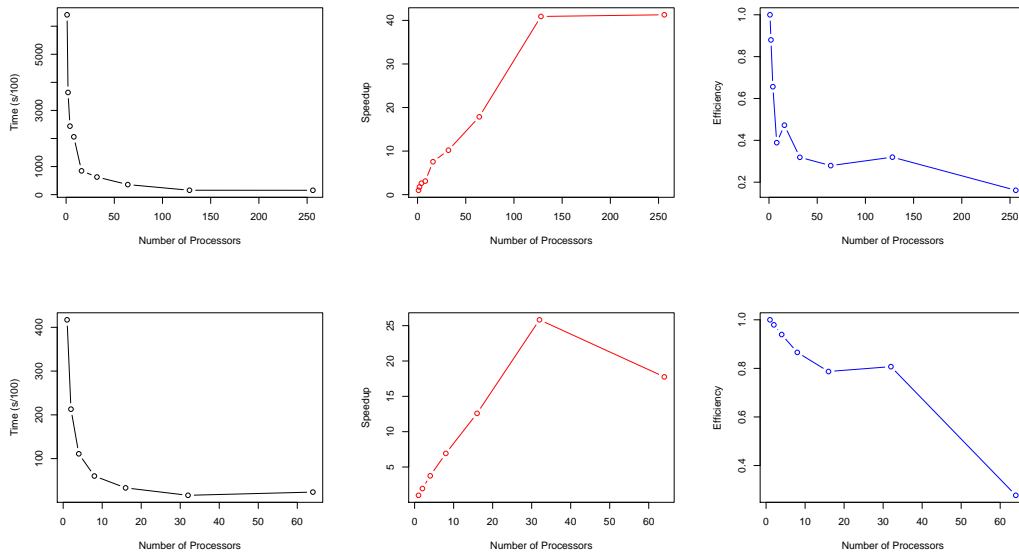 Time (s/100)
0 1000 3000 5000
0 50 100 150 200 250
Number of Processors
Speedup
0 10 20 30 40
0 50 100 150 200 250
Number of Processors
Efficiency
0.2 0.4 0.6 0.8 1.0
0 50 100 150 200 250
Number of Processors
Time (s/100)
100 200 300 400
0 10 20 30 40 50 60
Number of Processors
Speedup
5 10 15 20 25
0 10 20 30 40 50 60
Number of Processors
Efficiency
0.4 0.6 0.8 1.0
0 10 20 30 40 50 60
Number of Processors